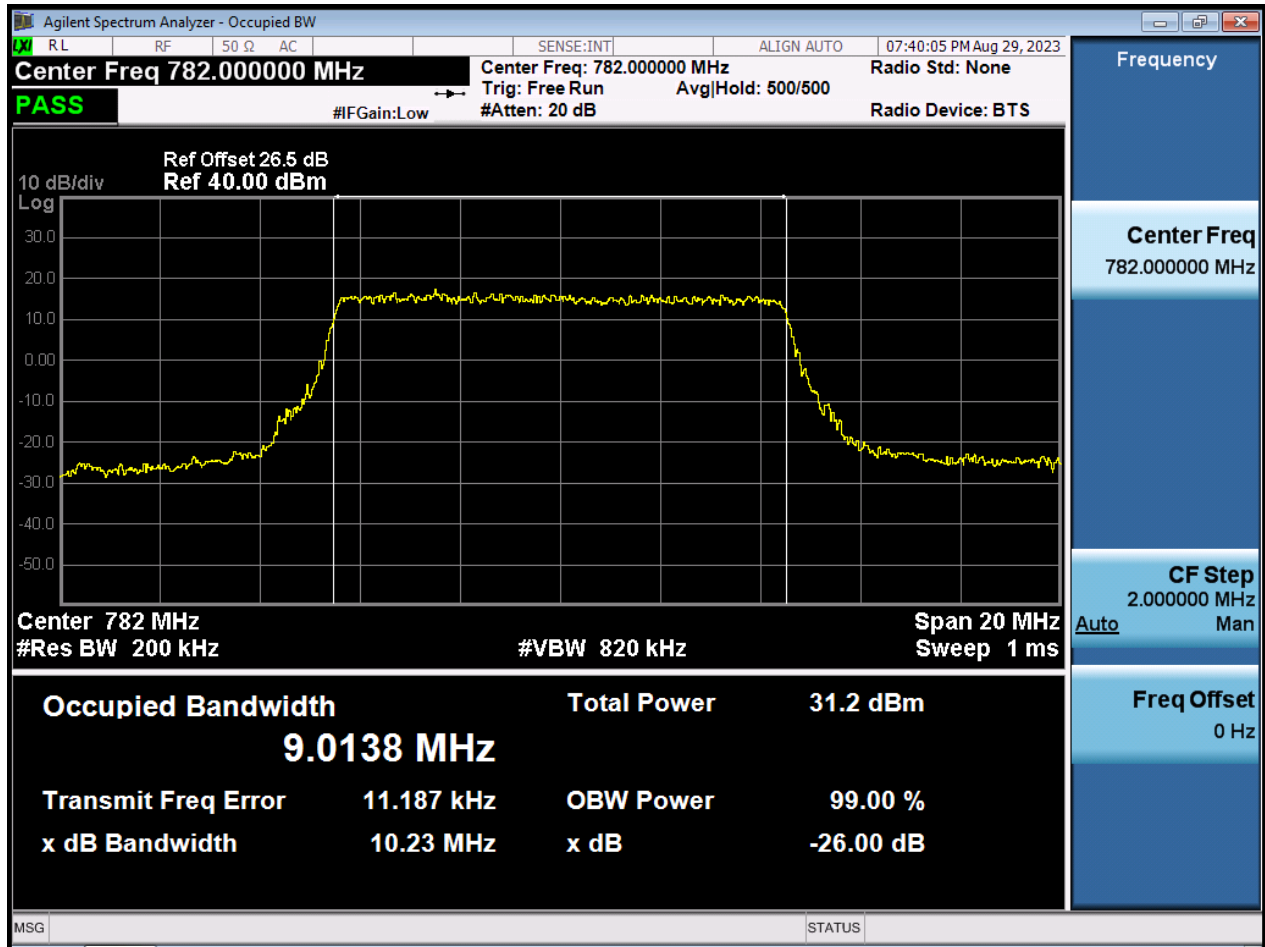 Agilent Spectrum Analyzer - Occupied BW
LXI RL RF 50 Ω AC SENSE:INT ALIGN AUTO 07:40:05 PM Aug 29, 2023
Center Freq 782.000000 MHz
Center Freq: 782.000000 MHz
Radio Std: None
Trig: Free Run Avg|Hold: 500/500
PASS
#IFGain:Low
#Atten: 20 dB
Radio Device: BTS
Ref Offset 26.5 dB
10 dB/div Ref 40.00 dBm
Log
30.0
20.0
10.0
0.00
-10.0
-20.0
-30.0
-40.0
-50.0
Center 782 MHz Span 20 MHz
#Res BW 200 kHz #VBW 820 kHz Sweep 1 ms
Occupied Bandwidth Total Power 31.2 dBm
9.0138 MHz
Transmit Freq Error 11.187 kHz OBW Power 99.00 %
x dB Bandwidth 10.23 MHz x dB -26.00 dB
MSG STATUS
Frequency
Center Freq
782.000000 MHz
CF Step
2.000000 MHz
Auto Man
Freq Offset
0 Hz